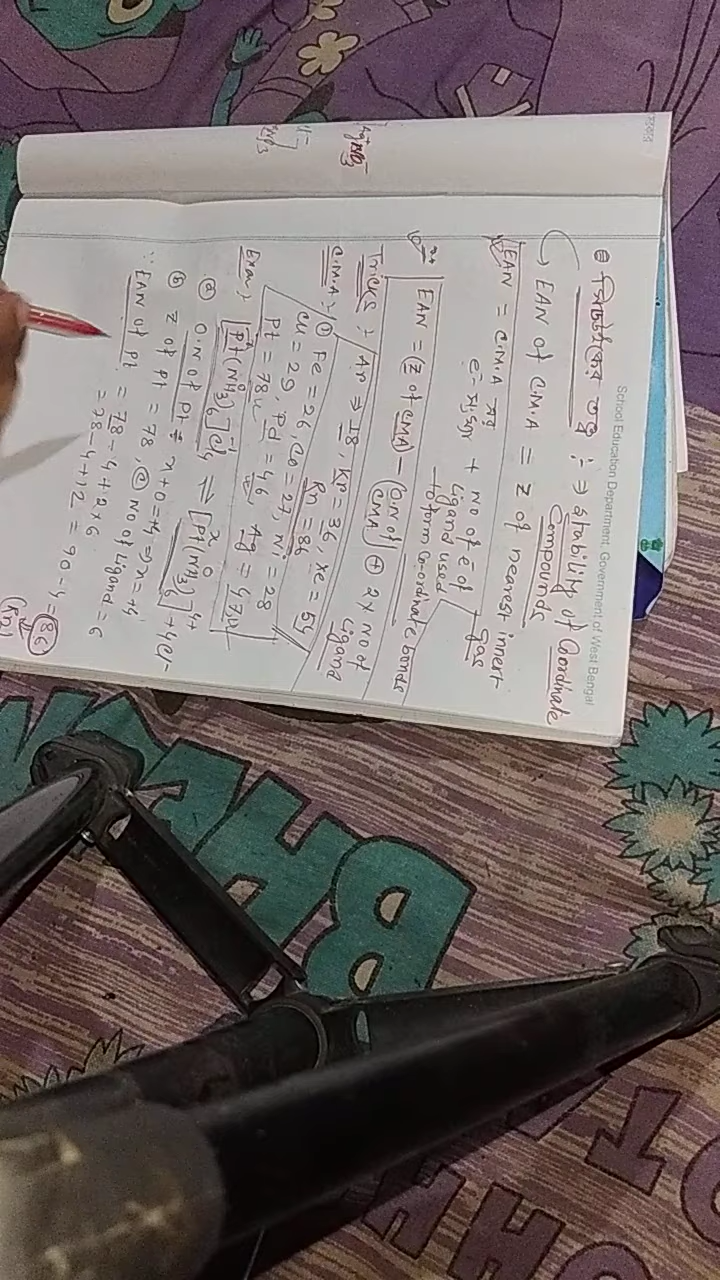 School Education Department, Government of West Bengal
সিজউইকের তত্ত্ব :⇒ stability of Coordinate Compounds
↳ EAN of C.M.A = Z of nearest innert gas
EAN = C.M.A এর e⁻ সংখ্যা + NO of e⁻ of Ligand used to form Co-ordinate bonds
EAN = (Z of CMA) - (O.N of CMA) + 2 x No of Ligand
Tricks : Ar ⇒ 18, Kr = 36, Xe = 54
Rn = 86
C.M.A ⇒ ① Fe = 26, Co = 27, Ni = 28
Cu = 29, Pd = 46, Ag = 47
Pt = 78
Exam > [Pt(NH3)6]Cl4 ⇌ [Pt(NH3)6]4+ + 4Cl-
ⓐ O.N of Pt ⇒ x+0=+4 ⇒ x=+4
ⓑ Z of Pt = 78, ⓒ NO of Ligand = 6
∵ EAN of Pt = 78 - 4 + 2 x 6
= 78 - 4 + 12 = 90 - 4 = 86
(Rn)